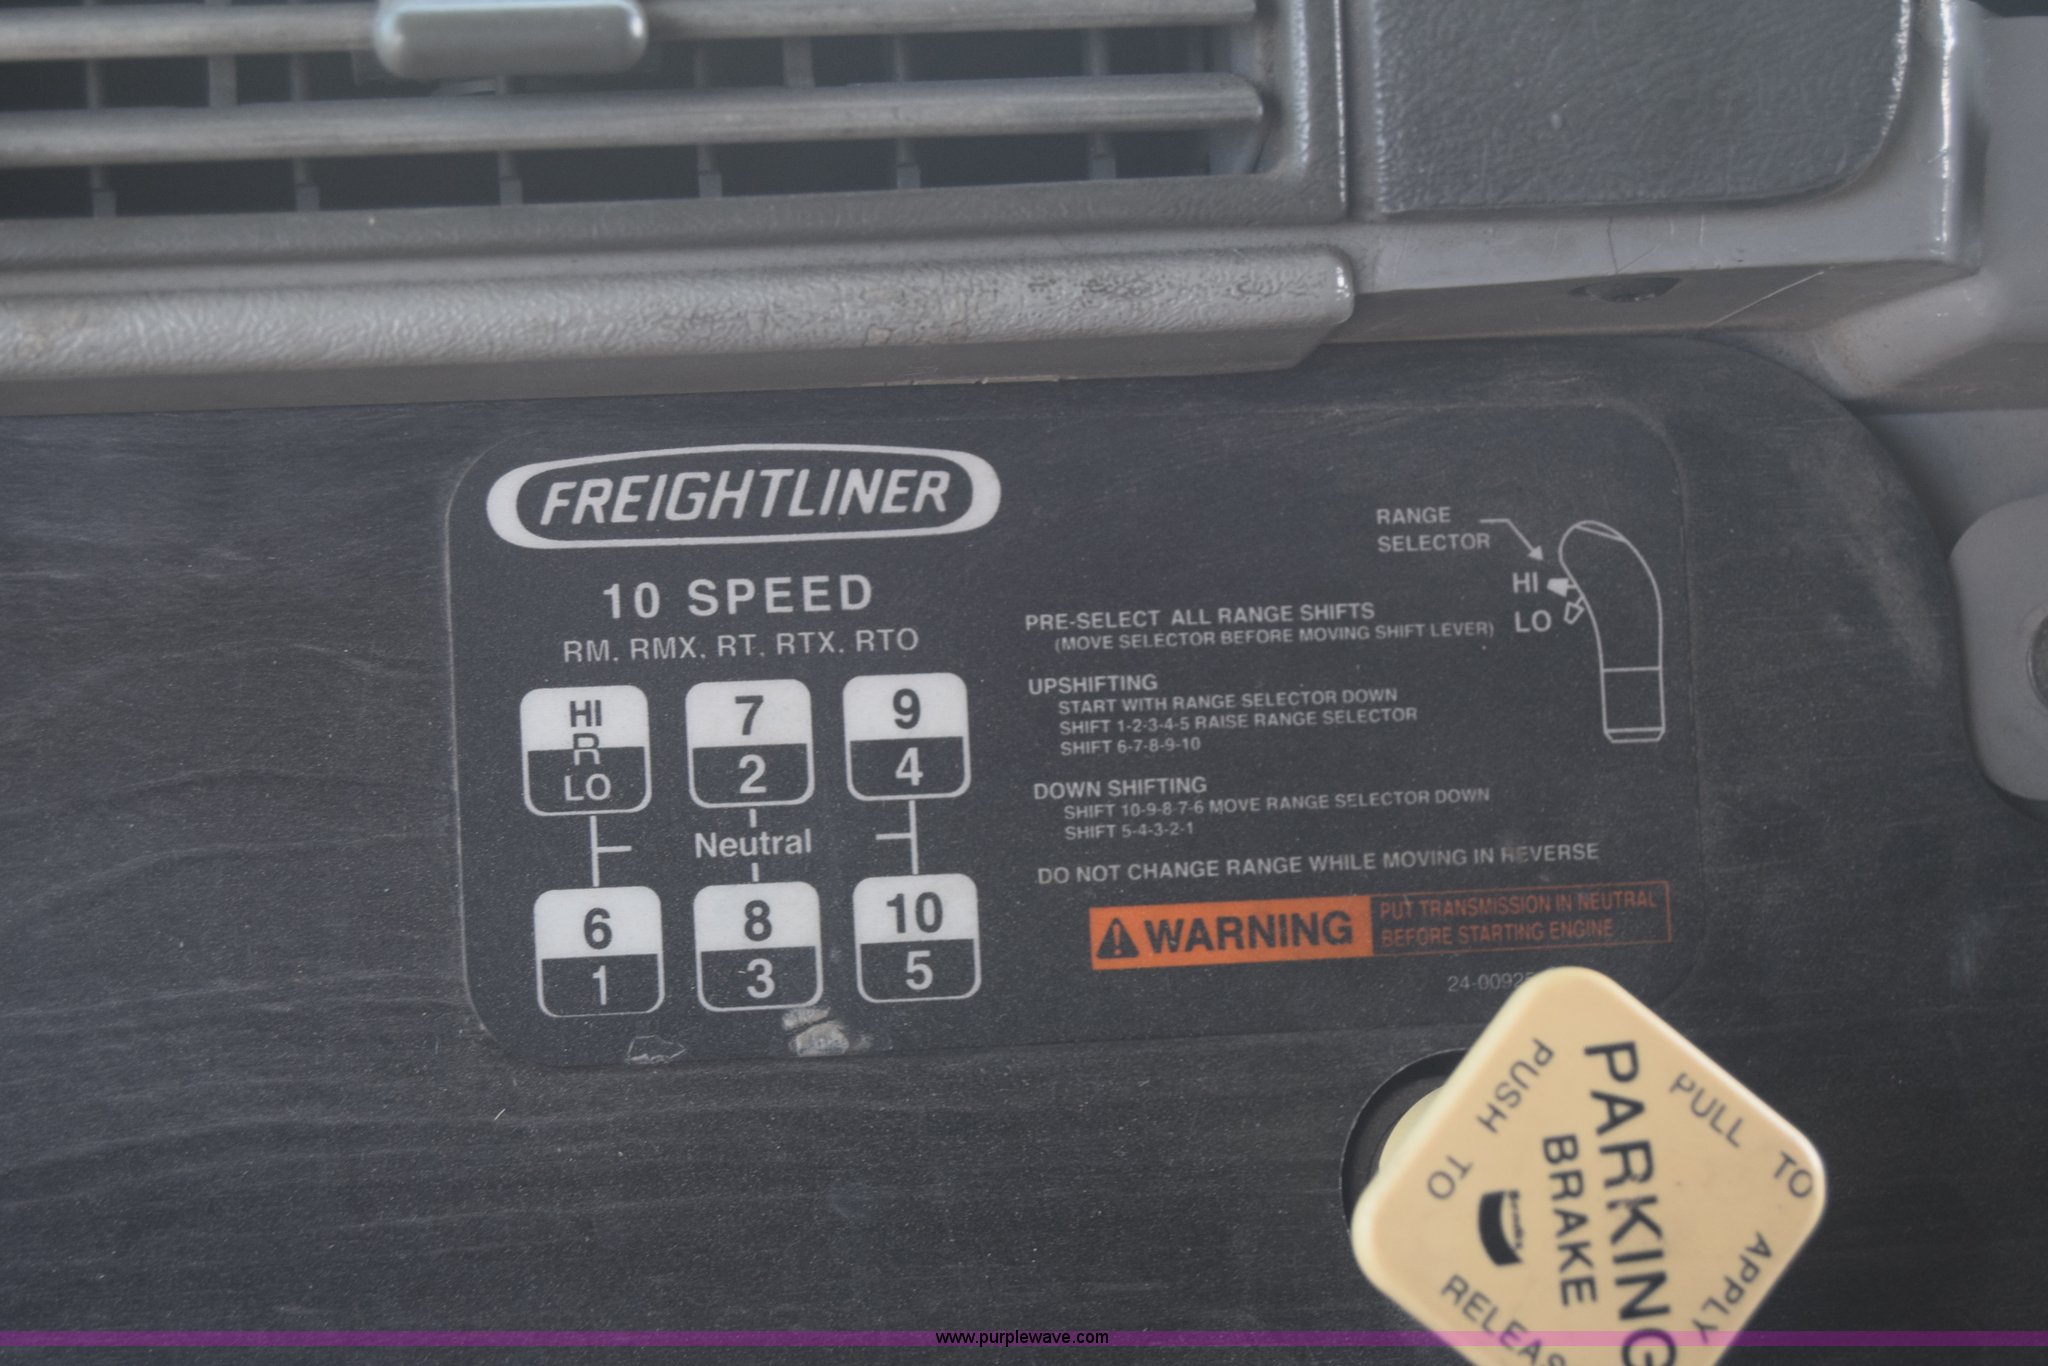 FREIGHTLINER
10 SPEED
RM, RMX, RT, RTX, RTO
HI
R
LO
7
2
9
4
Neutral
6
1
8
3
10
5
RANGE
SELECTOR
HI
LO
PRE-SELECT ALL RANGE SHIFTS
(MOVE SELECTOR BEFORE MOVING SHIFT LEVER)
UPSHIFTING
START WITH RANGE SELECTOR DOWN
SHIFT 1-2-3-4-5 RAISE RANGE SELECTOR
SHIFT 6-7-8-9-10
DOWN SHIFTING
SHIFT 10-9-8-7-6 MOVE RANGE SELECTOR DOWN
SHIFT 5-4-3-2-1
DO NOT CHANGE RANGE WHILE MOVING IN REVERSE
WARNING
PUT TRANSMISSION IN NEUTRAL
BEFORE STARTING ENGINE
PARKING
BRAKE
PULL TO APPLY
PUSH TO
www.purplewave.com